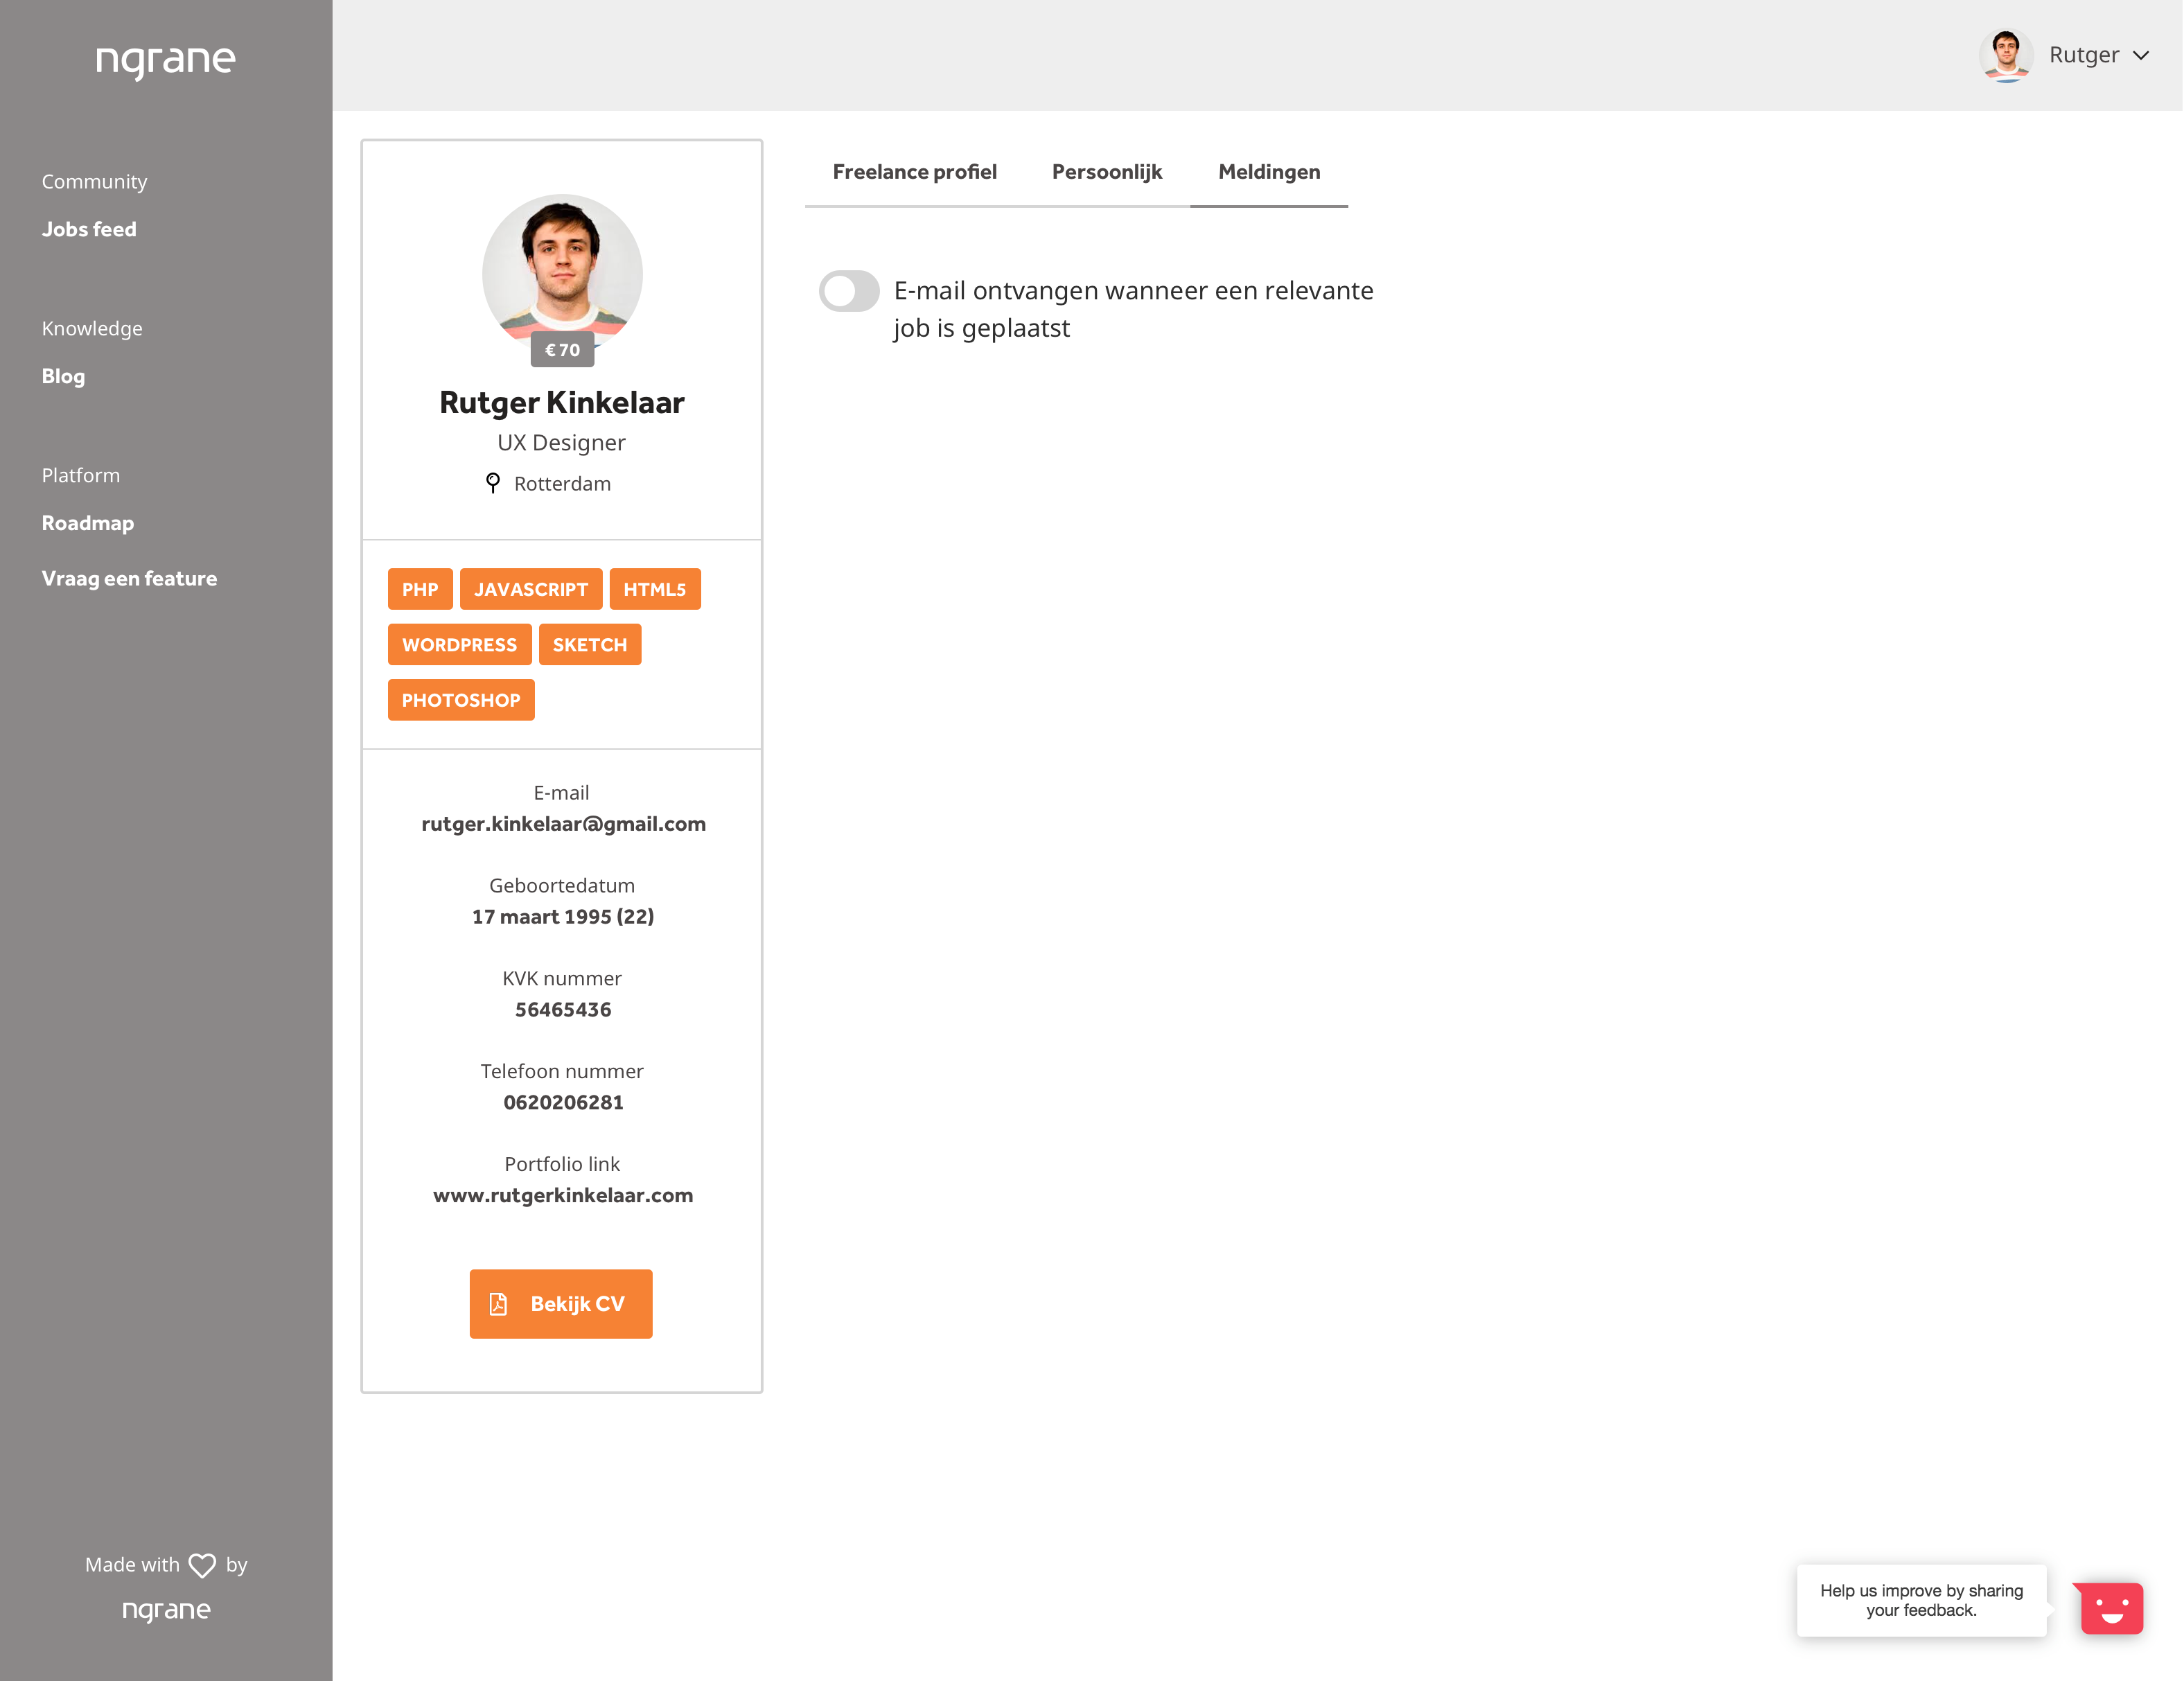 ngrane
Rutger
Community
Jobs feed
Knowledge
Blog
Platform
Roadmap
Vraag een feature
Made with by
ngrane
€ 70
Rutger Kinkelaar
UX Designer
Rotterdam
PHP JAVASCRIPT HTML5
WORDPRESS SKETCH
PHOTOSHOP
E-mail
rutger.kinkelaar@gmail.com
Geboortedatum
17 maart 1995 (22)
KVK nummer
56465436
Telefoon nummer
0620206281
Portfolio link
www.rutgerkinkelaar.com
Bekijk CV
Freelance profiel Persoonlijk Meldingen
E-mail ontvangen wanneer een relevante
job is geplaatst
Help us improve by sharing
your feedback.